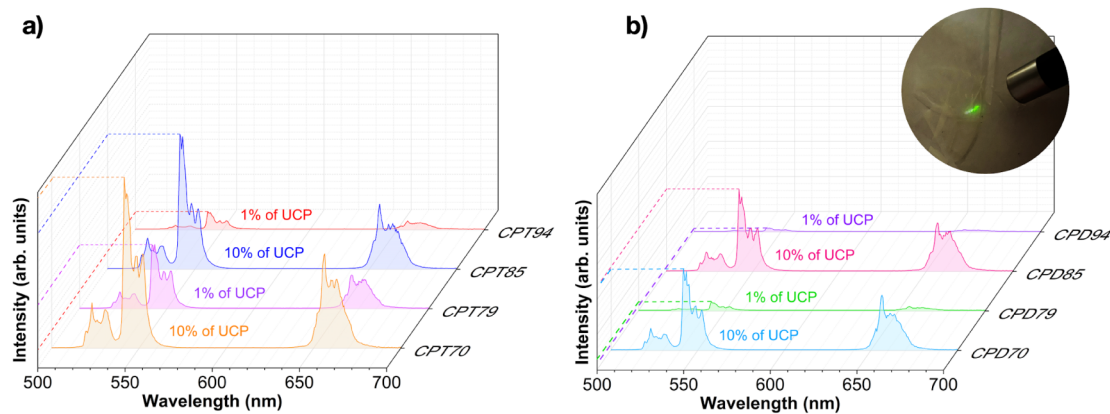 a)
Intensity (arb. units)
1% of UCP
CPT94
10% of UCP
CPT85
1% of UCP
CPT79
10% of UCP
CPT70
500 550 600 650 700
Wavelength (nm)
b)
Intensity (arb. units)
1% of UCP
CPD94
10% of UCP
CPD85
1% of UCP
CPD79
10% of UCP
CPD70
500 550 600 650 700
Wavelength (nm)